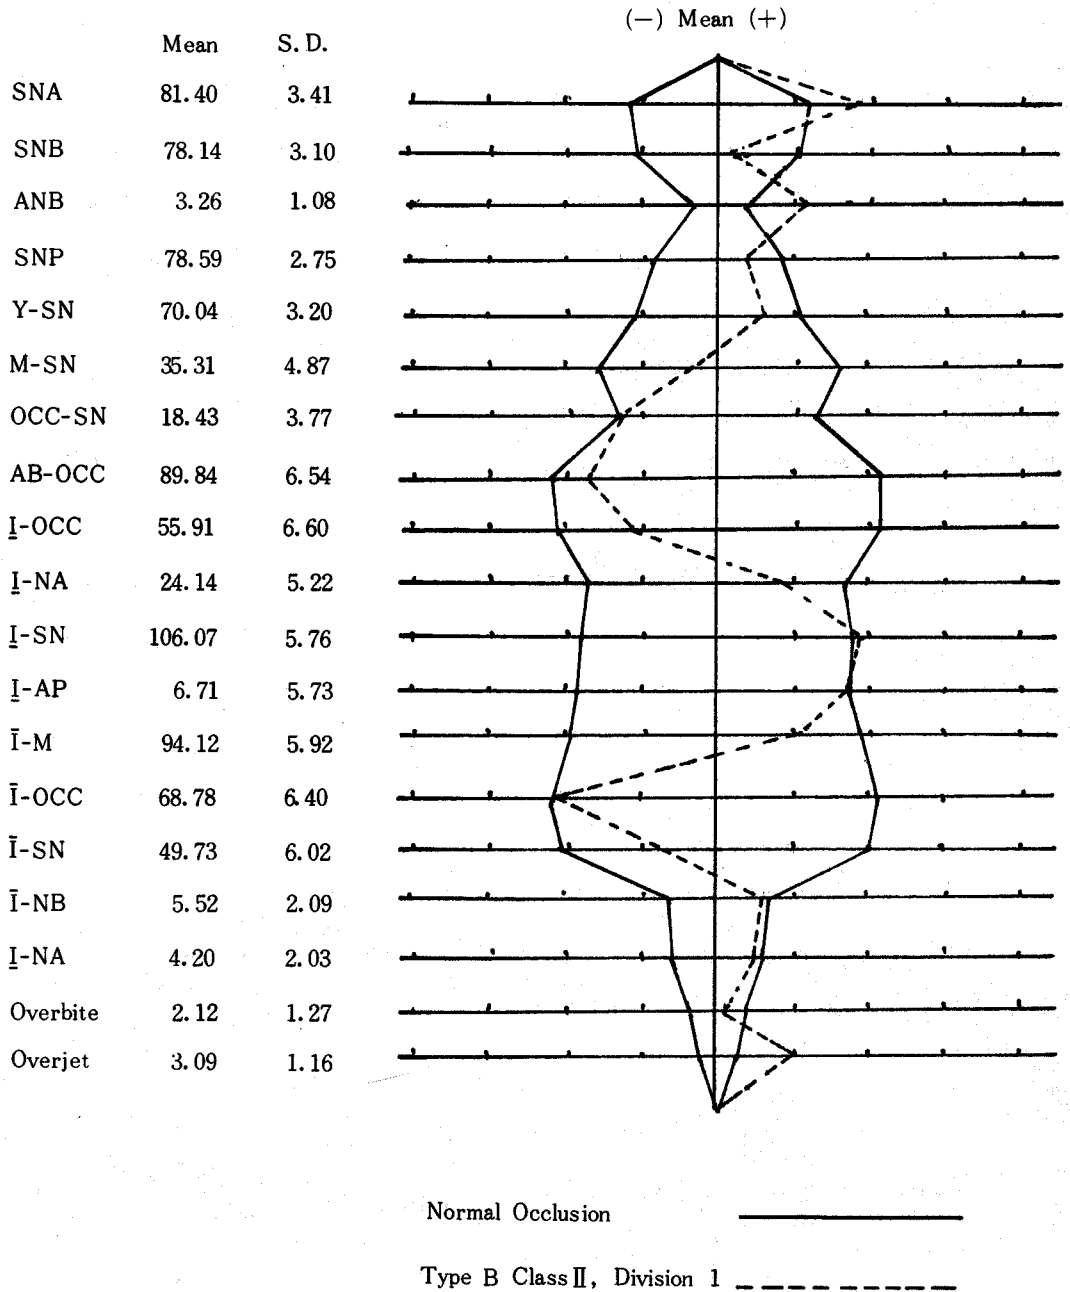 (−) Mean (+)
Mean S.D.
SNA 81.40 3.41
SNB 78.14 3.10
ANB 3.26 1.08
SNP 78.59 2.75
Y-SN 70.04 3.20
M-SN 35.31 4.87
OCC-SN 18.43 3.77
AB-OCC 89.84 6.54
I̲-OCC 55.91 6.60
I̲-NA 24.14 5.22
I̲-SN 106.07 5.76
I̲-AP 6.71 5.73
Ī-M 94.12 5.92
Ī-OCC 68.78 6.40
Ī-SN 49.73 6.02
Ī-NB 5.52 2.09
I̲-NA 4.20 2.03
Overbite 2.12 1.27
Overjet 3.09 1.16
Normal Occlusion
Type B Class Ⅱ, Division 1